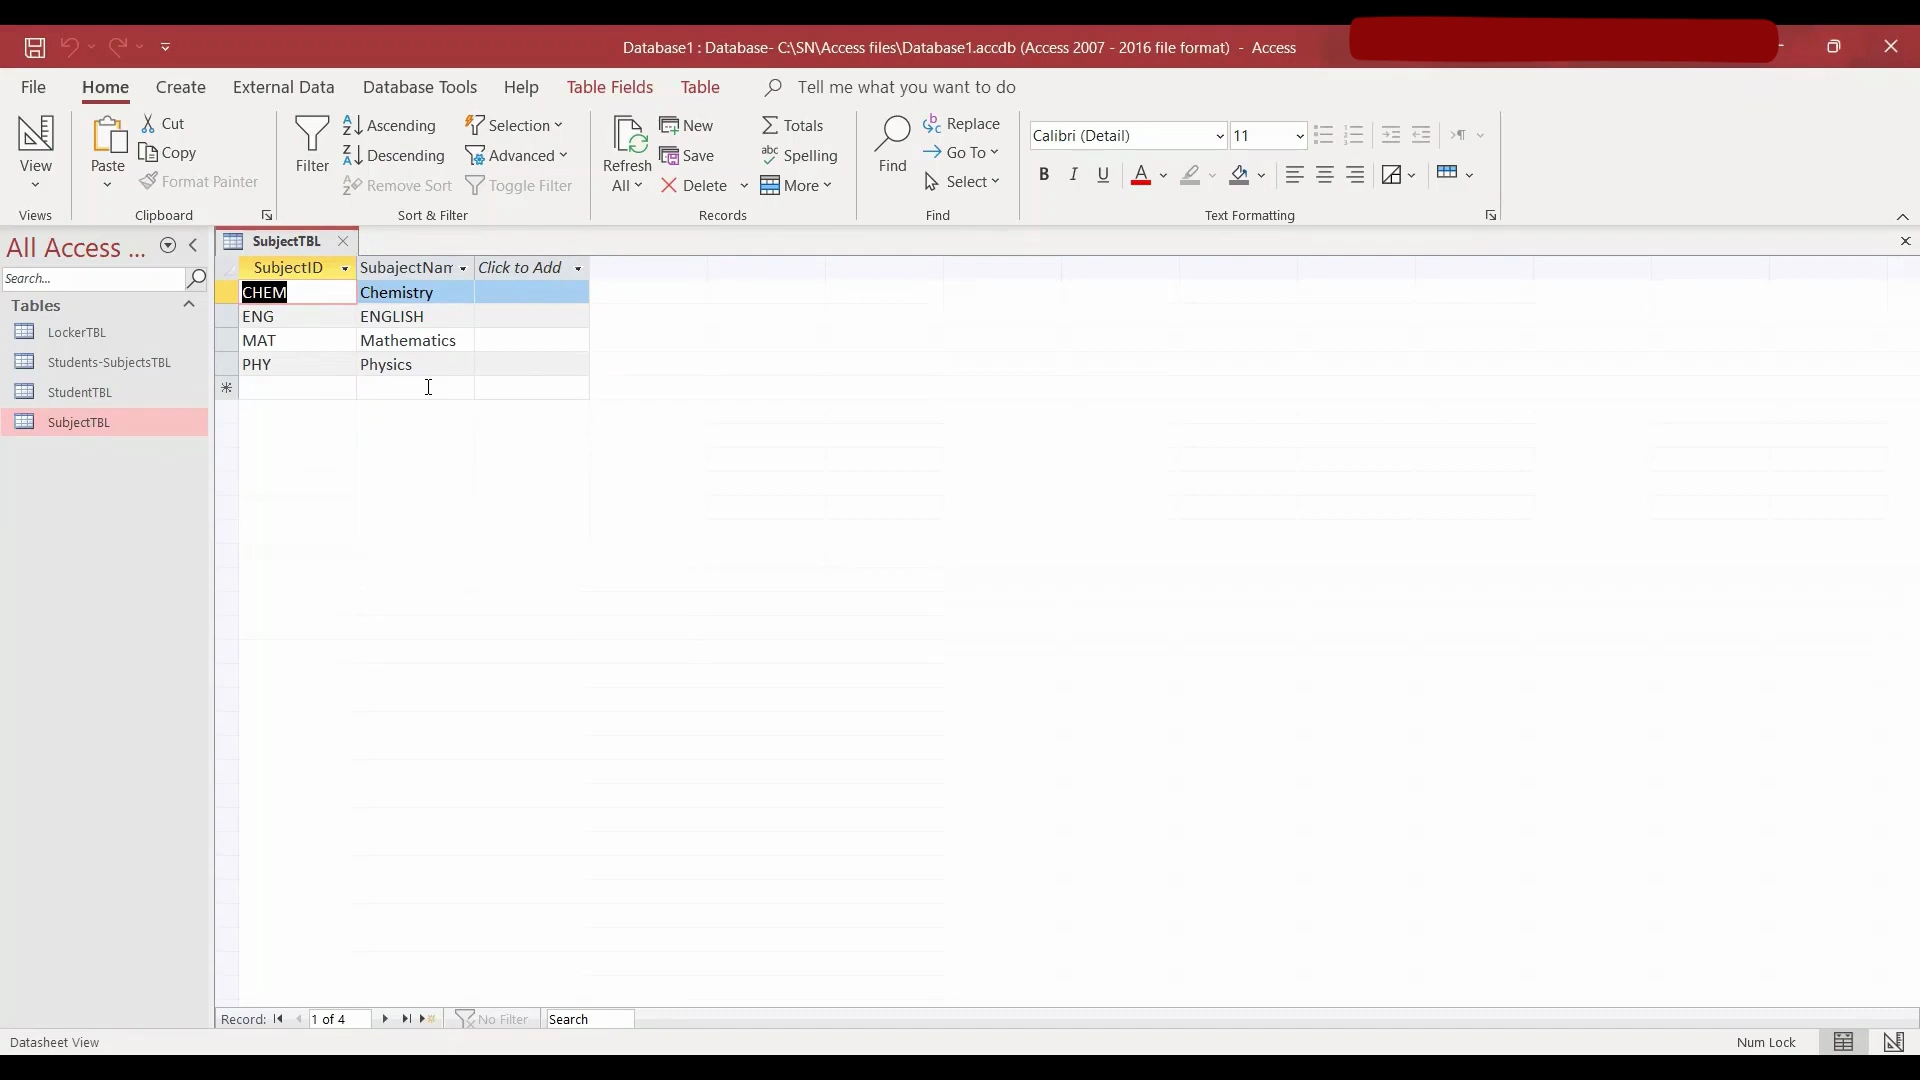 Database1 : Database- C:\SN\Access files\Database1.accdb (Access 2007 - 2016 file format) - Access
File Home Create External Data Database Tools Help Table Fields Table Tell me what you want to do
View
Views
Paste
Cut
Copy
Format Painter
Clipboard
Filter
Ascending
Descending
Remove Sort
Selection
Advanced
Toggle Filter
Sort & Filter
Refresh
All
New
Save
Delete
Totals
Spelling
More
Records
Find
Replace
Go To
Select
Find
Calibri (Detail) 11
B I U A
Text Formatting
All Access ...
Search...
Tables
LockerTBL
Students-SubjectsTBL
StudentTBL
SubjectTBL
SubjectTBL
SubjectID SubajectNam Click to Add
CHEM Chemistry
ENG ENGLISH
MAT Mathematics
PHY Physics
Record: 1 of 4 No Filter Search
Datasheet View Num Lock